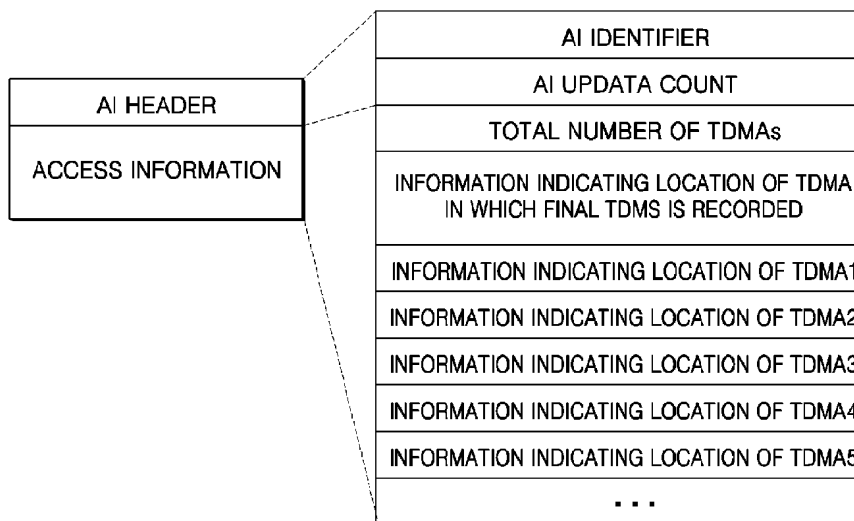 AI HEADER
ACCESS INFORMATION
AI IDENTIFIER
AI UPDATA COUNT
TOTAL NUMBER OF TDMAs
INFORMATION INDICATING LOCATION OF TDMA
IN WHICH FINAL TDMS IS RECORDED
INFORMATION INDICATING LOCATION OF TDMA1
INFORMATION INDICATING LOCATION OF TDMA2
INFORMATION INDICATING LOCATION OF TDMA3
INFORMATION INDICATING LOCATION OF TDMA4
INFORMATION INDICATING LOCATION OF TDMA5
...